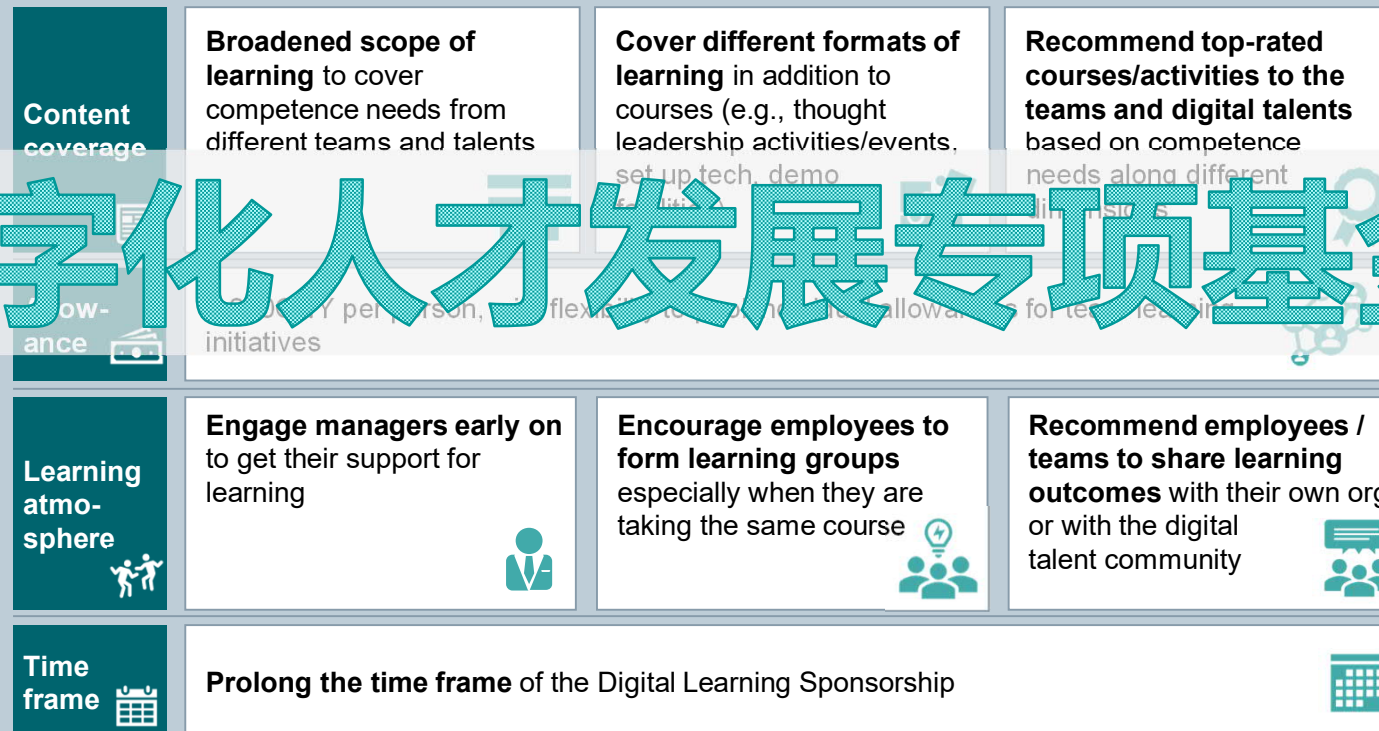 Content
coverage
Broadened scope of
learning to cover
competence needs from
different teams and talents
Cover different formats of
learning in addition to
courses (e.g., thought
leadership activities/events,
set up tech, demo
Recommend top-rated
courses/activities to the
teams and digital talents
based on competence
needs along different
dimensions
字化人才发展专项基金
ance
per person,
for
initiatives
Learning
atmo-
sphere
Engage managers early on
to get their support for
learning
Encourage employees to
form learning groups
especially when they are
taking the same course
Recommend employees /
teams to share learning
outcomes with their own org
or with the digital
talent community
Time
frame
Prolong the time frame of the Digital Learning Sponsorship